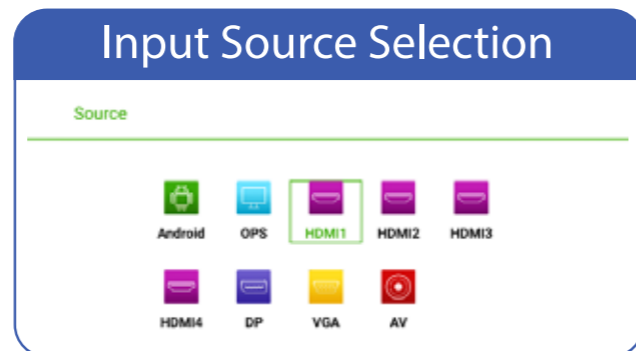 Input Source Selection
Source
Android OPS HDMI1 HDMI2 HDMI3
HDMI4 DP VGA AV